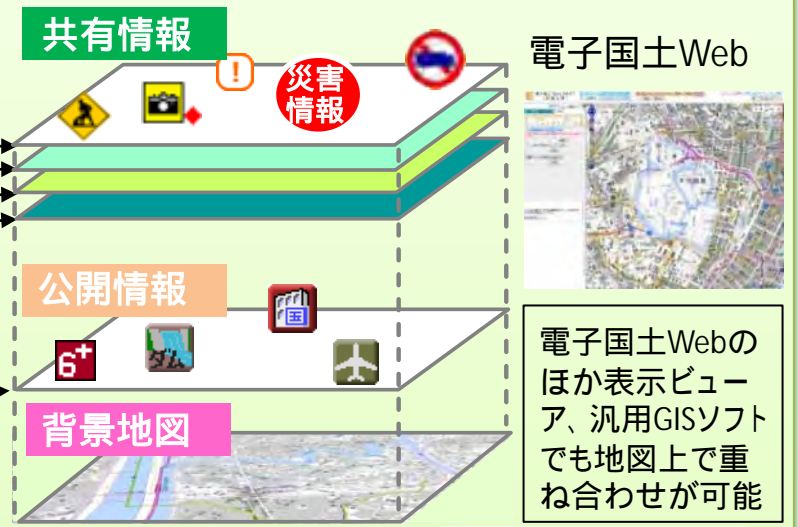 共有情報
!
災害
情報
電子国土Web
公開情報
国
6+
ダム
電子国土Webの
ほか表示ビュー
ア、汎用GISソフト
でも地図上で重
ね合わせが可能
背景地図